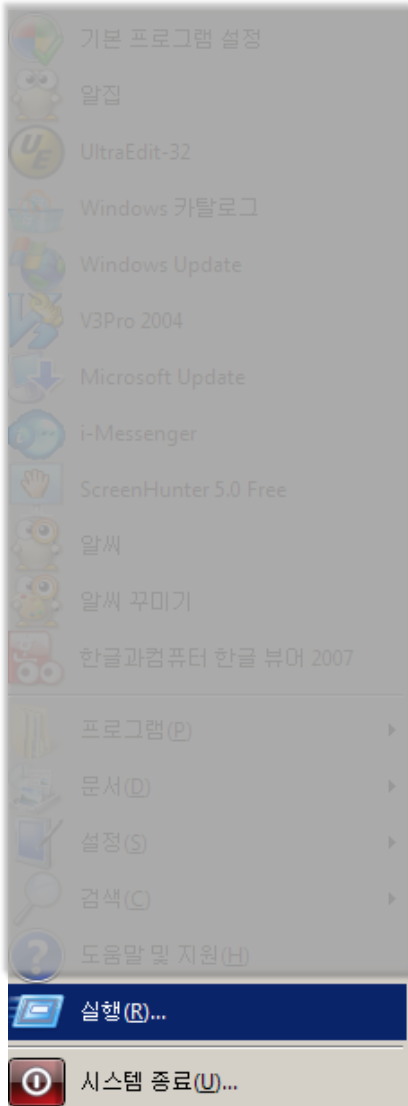 기본 프로그램 설정
알집
UltraEdit-32
Windows 카탈로그
Windows Update
V3Pro 2004
Microsoft Update
i-Messenger
ScreenHunter 5.0 Free
알씨
알씨 꾸미기
한글과컴퓨터 한글 뷰어 2007
프로그램(P)
문서(D)
설정(S)
검색(C)
도움말 및 지원(H)
실행(R)...
시스템 종료(U)...